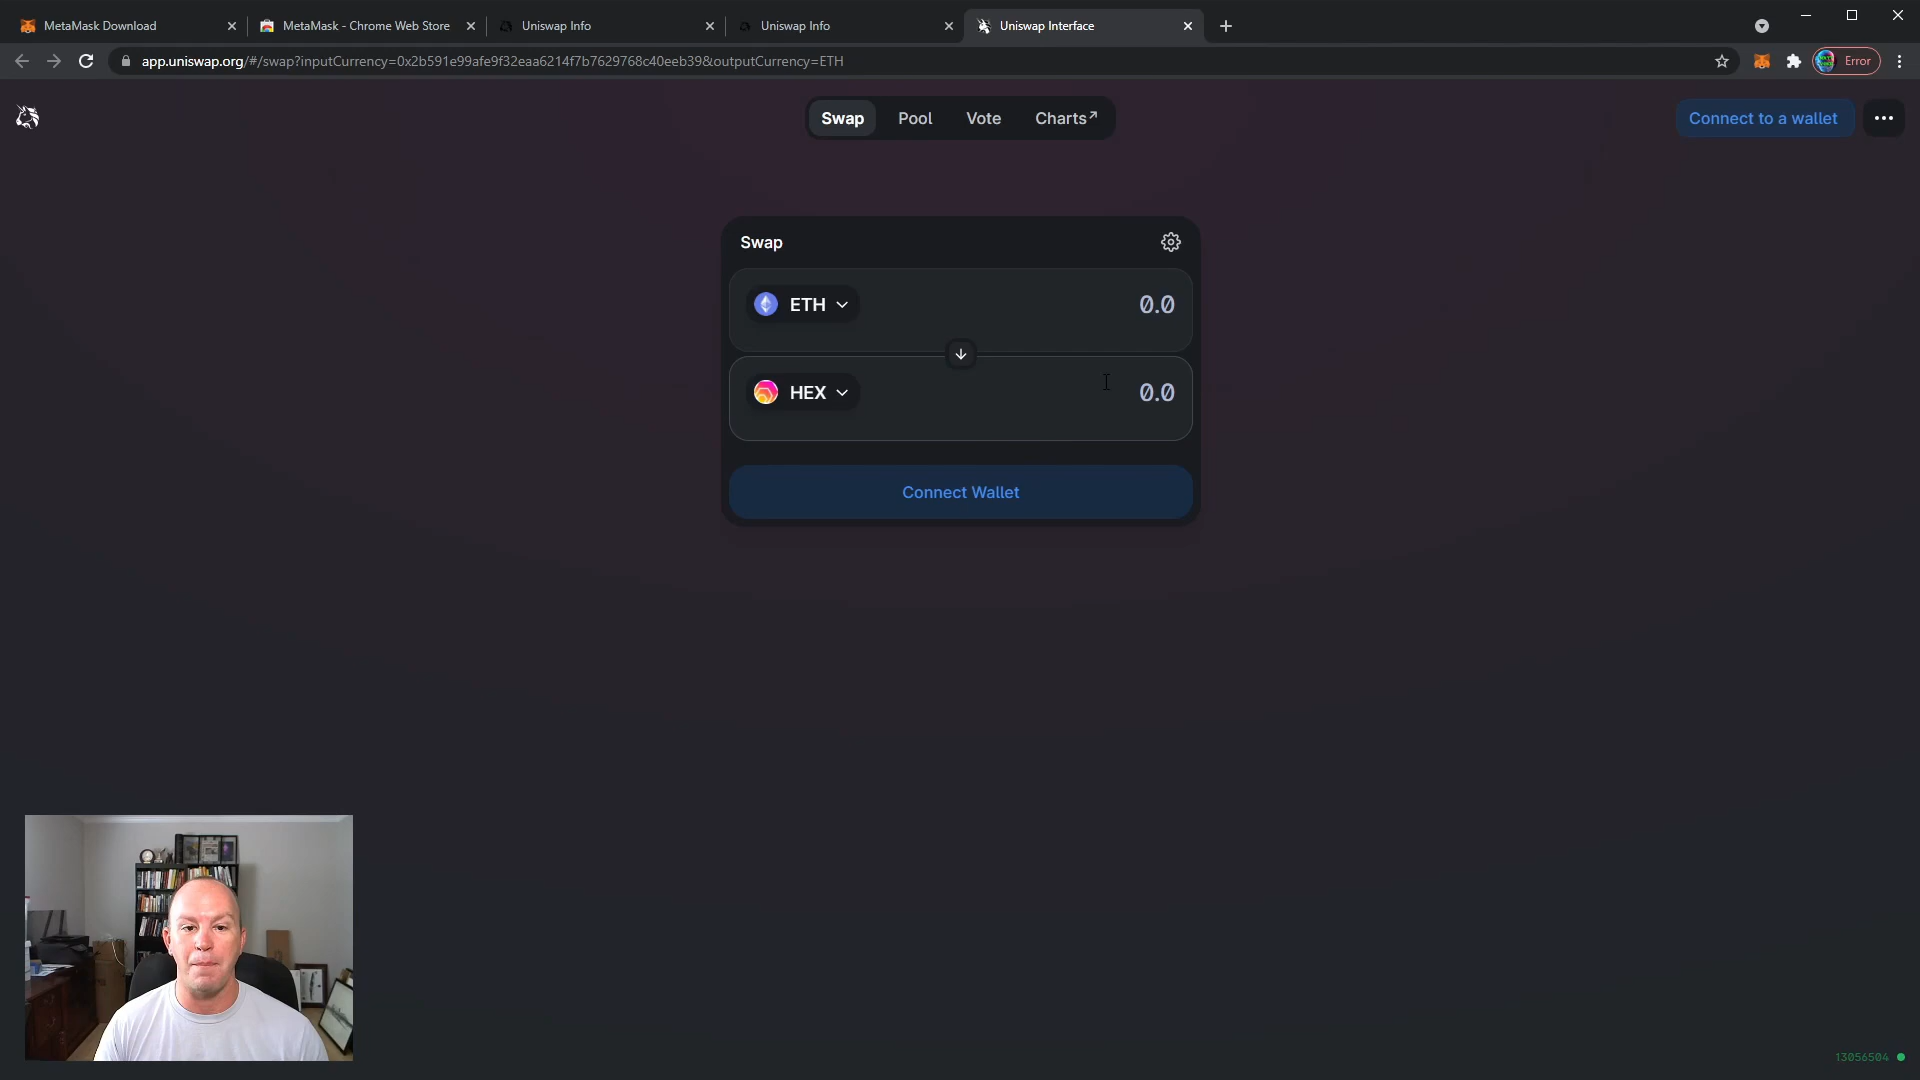 MetaMask Download
MetaMask - Chrome Web Store
Uniswap Info
Uniswap Info
Uniswap Interface
app.uniswap.org/#/swap?inputCurrency=0x2b591e99afe9f32eaa6214f7b7629768c40eeb39&outputCurrency=ETH
Error
Swap
Pool
Vote
Charts↗
Connect to a wallet
Swap
ETH
0.0
HEX
0.0
Connect Wallet
13056504